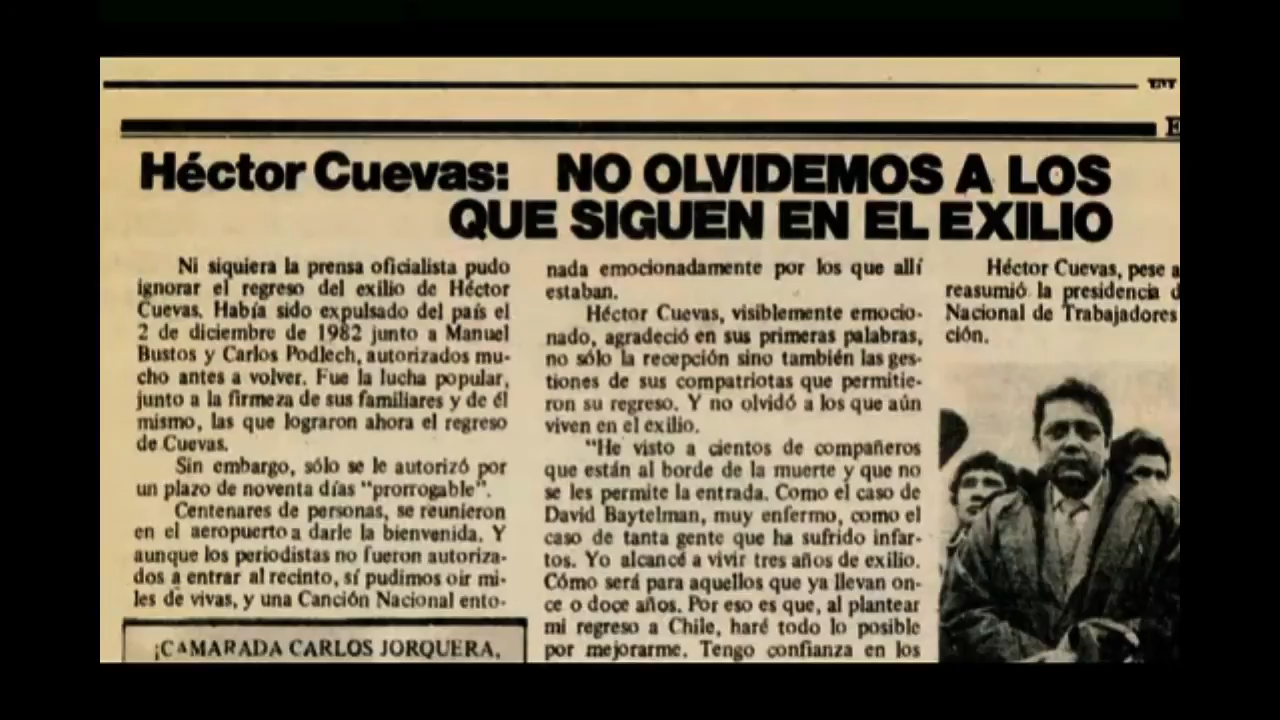 Héctor Cuevas: NO OLVIDEMOS A LOS
QUE SIGUEN EN EL EXILIO
Ni siquiera la prensa oficialista pudo
ignorar el regreso del exilio de Héctor
Cuevas. Había sido expulsado del país el
2 de diciembre de 1982 junto a Manuel
Bustos y Carlos Podlech, autorizados mu-
cho antes a volver. Fue la lucha popular,
junto a la firmeza de sus familiares y de él
mismo, las que lograron ahora el regreso
de Cuevas.
Sin embargo, sólo se le autorizó por
un plazo de noventa días "prorrogable".
Centenares de personas, se reunieron
en el aeropuerto a darle la bienvenida. Y
aunque los periodistas no fueron autoriza-
dos a entrar al recinto, sí pudimos oir mi-
les de vivas, y una Canción Nacional ento-
¡CAMARADA CARLOS JORQUERA,
nada emocionadamente por los que allí
estaban.
Héctor Cuevas, visiblemente emocio-
nado, agradeció en sus primeras palabras,
no sólo la recepción sino también las ges-
tiones de sus compatriotas que permitie-
ron su regreso. Y no olvidó a los que aún
viven en el exilio.
"He visto a cientos de compañeros
que están al borde de la muerte y que no
se les permite la entrada. Como el caso de
David Baytelman, muy enfermo, como el
caso de tanta gente que ha sufrido infar-
tos. Yo alcancé a vivir tres años de exilio.
Cómo será para aquellos que ya llevan on-
ce o doce años. Por eso es que, al plantear
mi regreso a Chile, haré todo lo posible
por mejorarme. Tengo confianza en los
Héctor Cuevas, pese a
reasumió la presidencia d
Nacional de Trabajadores
ción.